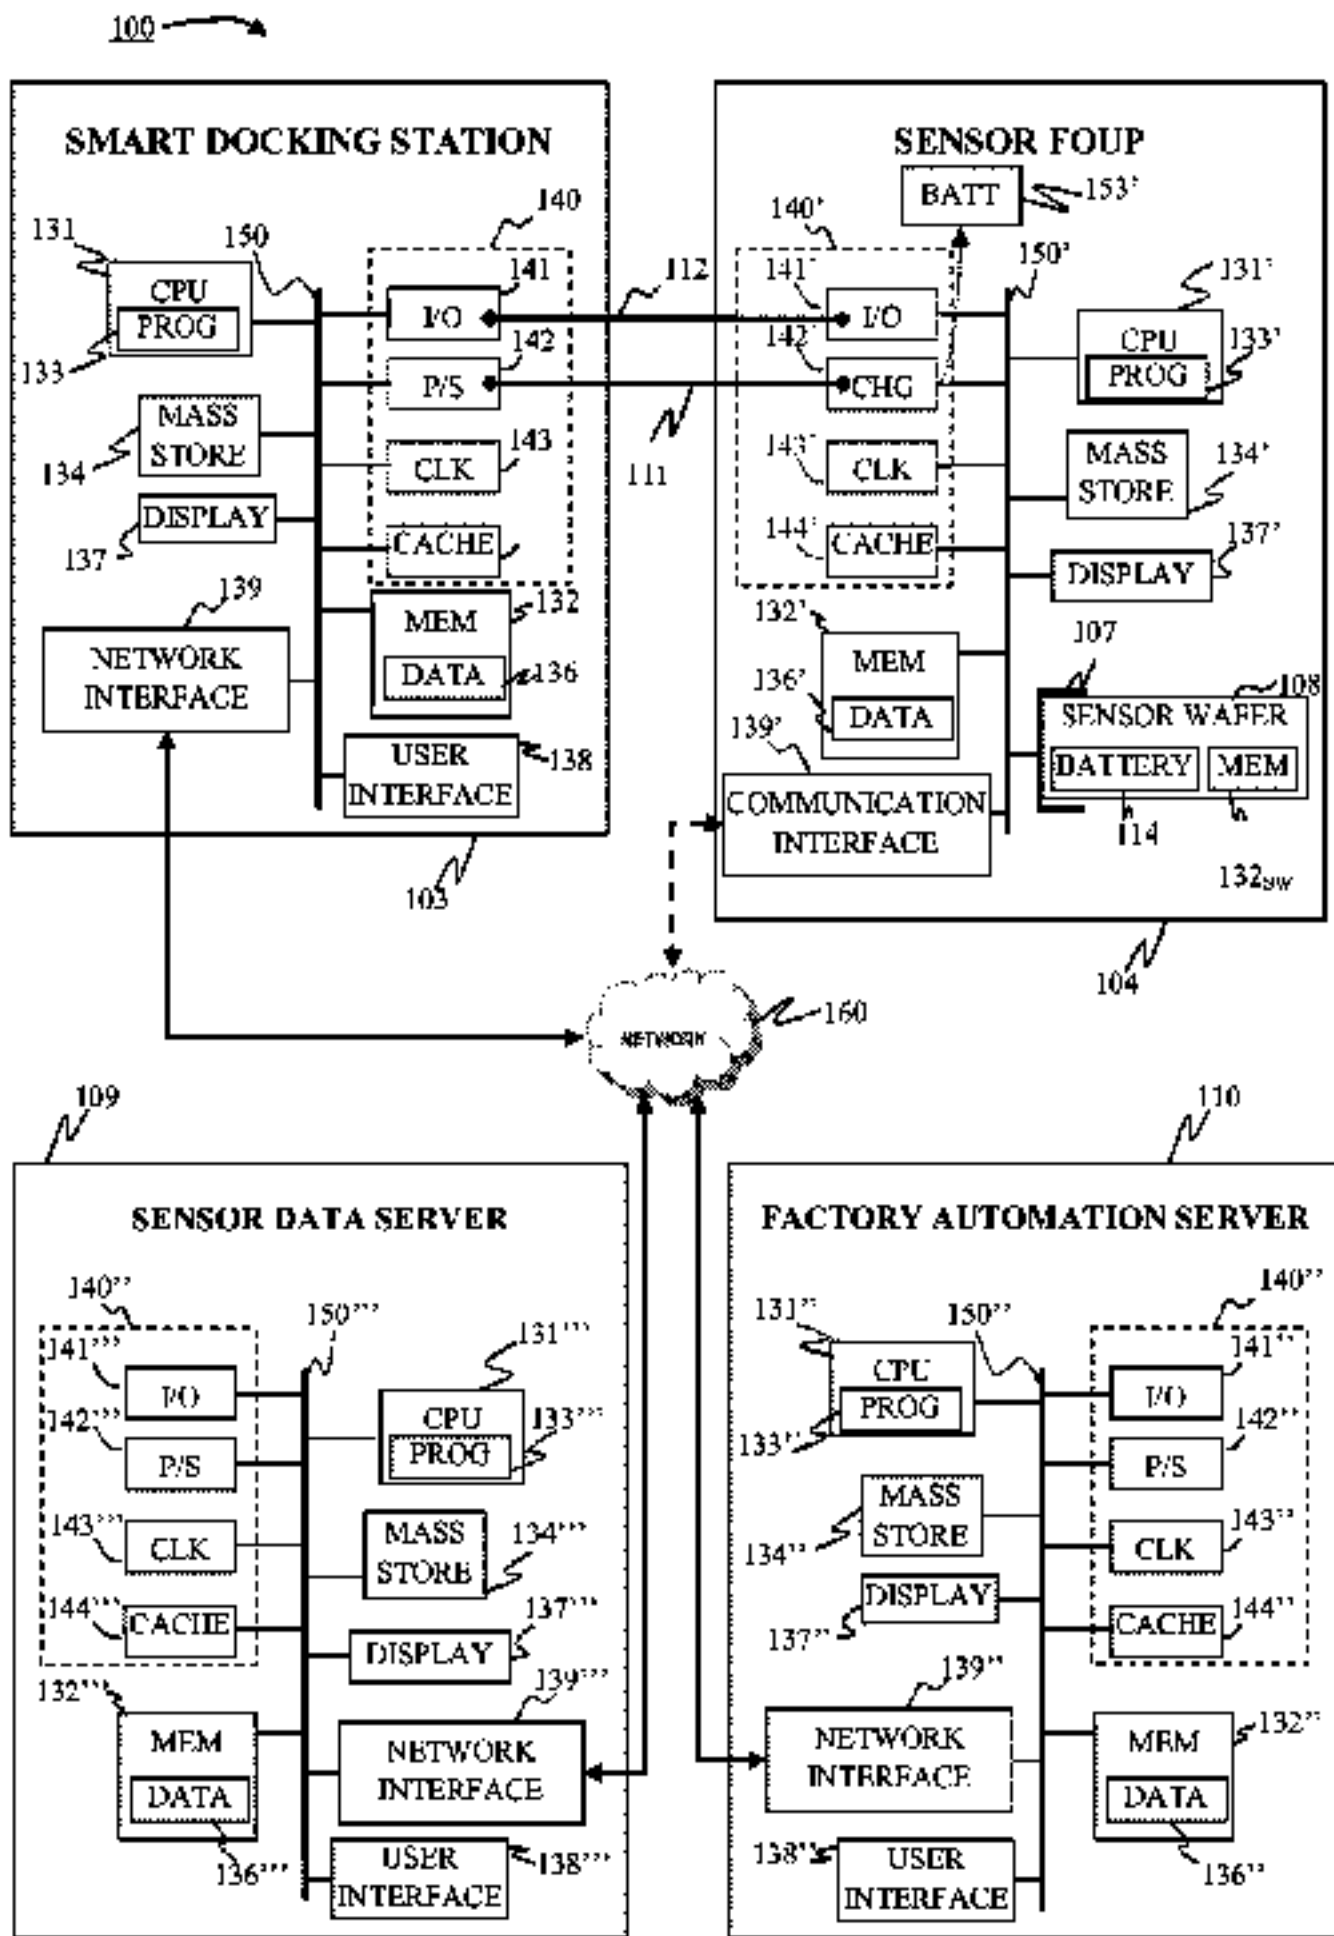 100
SMART DOCKING STATION
140
131
150
141
CPU
PROG
I/O
142
133
P/S
MASS
STORE
143
134
CLK
DISPLAY
CACHE
137
139
132
MEM
NETWORK
INTERFACE
DATA
136
USER
INTERFACE
138
103
112
111
SENSOR FOUP
BATT
153'
140'
150'
141'
131'
I/O
CPU
142'
133'
PROG
CHG
143'
MASS
STORE
134'
CLK
144'
CACHE
137'
DISPLAY
132'
107
MEM
136'
DATA
108
SENSOR WAFER
139'
BATTERY
MEM
COMMUNICATION
INTERFACE
114
132SW
104
NETWORK
160
109
SENSOR DATA SERVER
140''
150'''
141'''
131'''
I/O
CPU
142'''
133'''
PROG
P/S
143'''
MASS
STORE
134'''
CLK
144'''
CACHE
137'''
DISPLAY
132'''
139'''
MEM
NETWORK
INTERFACE
DATA
136'''
USER
INTERFACE
138'''
110
FACTORY AUTOMATION SERVER
140''
131''
150''
141''
CPU
PROG
I/O
133''
142''
P/S
MASS
STORE
143''
134''
CLK
DISPLAY
144''
CACHE
137''
139''
NETWORK
INTERFACE
132''
MEM
DATA
138''
USER
INTERFACE
136''